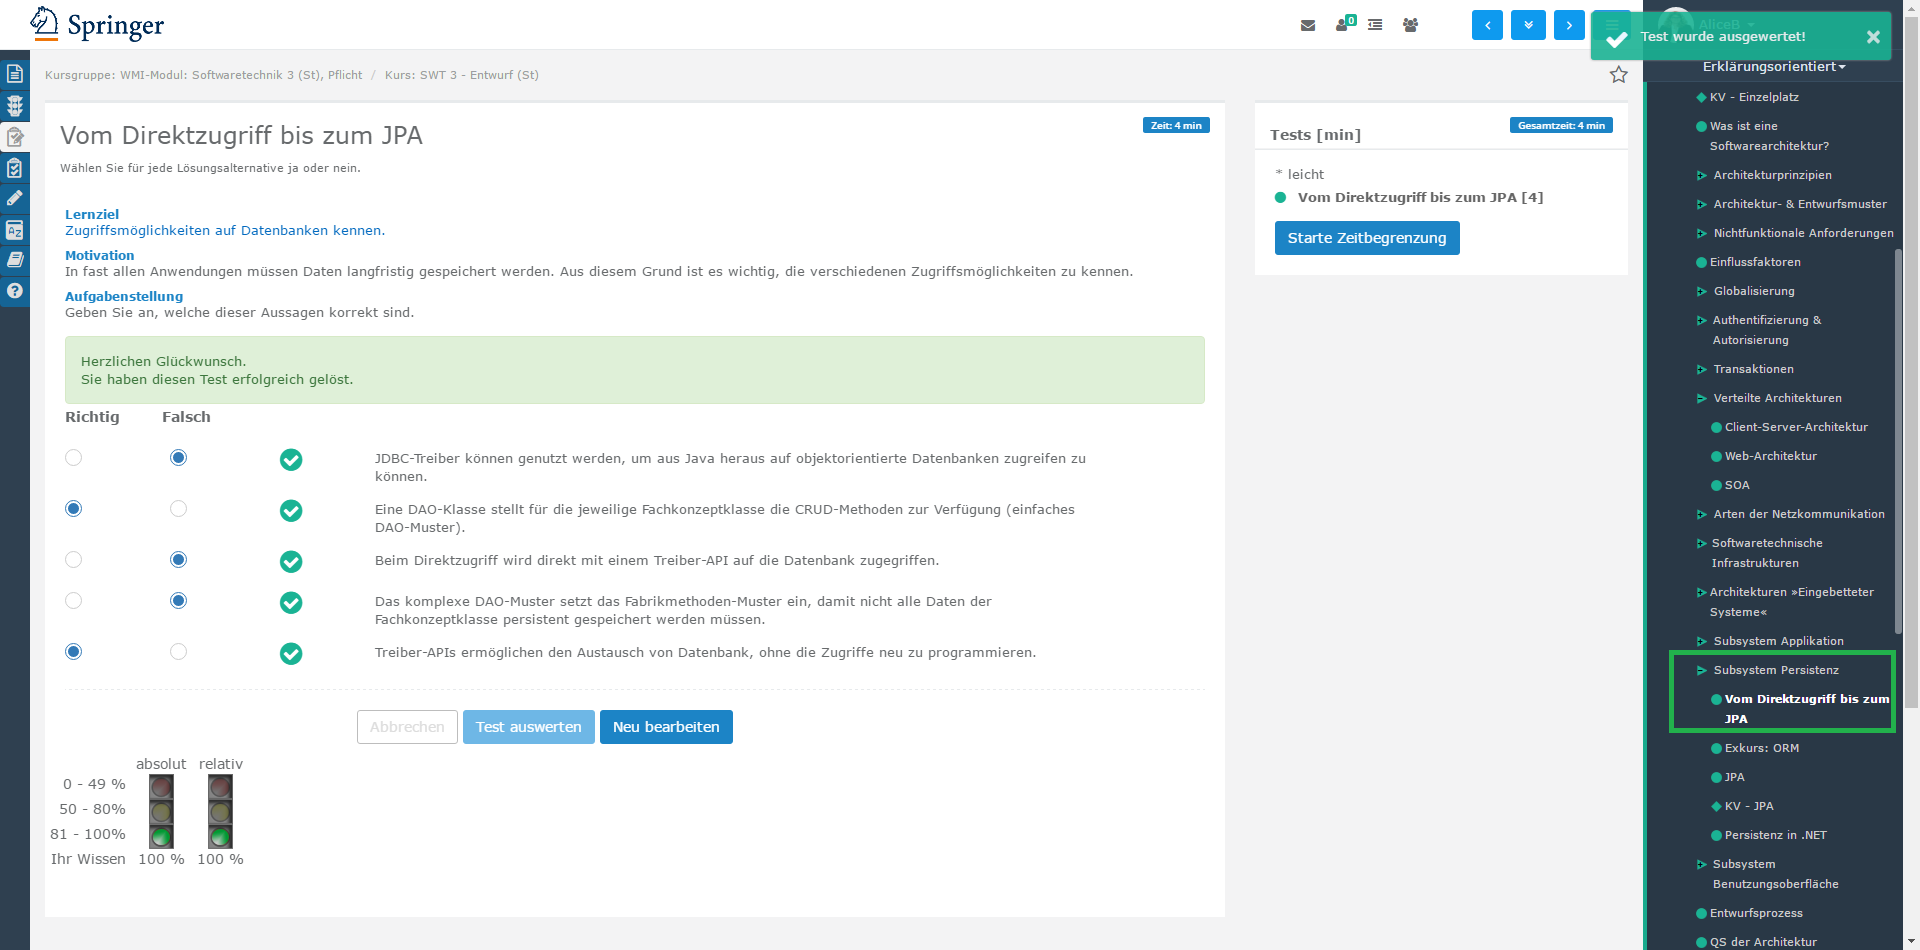 Springer
0
AliceB
Test wurde ausgewertet!
Kursgruppe: WMI-Modul: Softwaretechnik 3 (St), Pflicht / Kurs: SWT 3 - Entwurf (St)
Vom Direktzugriff bis zum JPA
Zeit: 4 min
Wählen Sie für jede Lösungsalternative ja oder nein.
Lernziel
Zugriffsmöglichkeiten auf Datenbanken kennen.
Motivation
In fast allen Anwendungen müssen Daten langfristig gespeichert werden. Aus diesem Grund ist es wichtig, die verschiedenen Zugriffsmöglichkeiten zu kennen.
Aufgabenstellung
Geben Sie an, welche dieser Aussagen korrekt sind.
Herzlichen Glückwunsch.
Sie haben diesen Test erfolgreich gelöst.
Richtig Falsch
JDBC-Treiber können genutzt werden, um aus Java heraus auf objektorientierte Datenbanken zugreifen zu
können.
Eine DAO-Klasse stellt für die jeweilige Fachkonzeptklasse die CRUD-Methoden zur Verfügung (einfaches
DAO-Muster).
Beim Direktzugriff wird direkt mit einem Treiber-API auf die Datenbank zugegriffen.
Das komplexe DAO-Muster setzt das Fabrikmethoden-Muster ein, damit nicht alle Daten der
Fachkonzeptklasse persistent gespeichert werden müssen.
Treiber-APIs ermöglichen den Austausch von Datenbank, ohne die Zugriffe neu zu programmieren.
Abbrechen Test auswerten Neu bearbeiten
absolut relativ
0 - 49 %
50 - 80%
81 - 100%
Ihr Wissen 100 % 100 %
Tests [min]
Gesamtzeit: 4 min
* leicht
Vom Direktzugriff bis zum JPA [4]
Starte Zeitbegrenzung
Erklärungsorientiert
KV - Einzelplatz
Was ist eine
Softwarearchitektur?
Architekturprinzipien
Architektur- & Entwurfsmuster
Nichtfunktionale Anforderungen
Einflussfaktoren
Globalisierung
Authentifizierung &
Autorisierung
Transaktionen
Verteilte Architekturen
Client-Server-Architektur
Web-Architektur
SOA
Arten der Netzkommunikation
Softwaretechnische
Infrastrukturen
Architekturen »Eingebetteter
Systeme«
Subsystem Applikation
Subsystem Persistenz
Vom Direktzugriff bis zum
JPA
Exkurs: ORM
JPA
KV - JPA
Persistenz in .NET
Subsystem
Benutzungsoberfläche
Entwurfsprozess
QS der Architektur